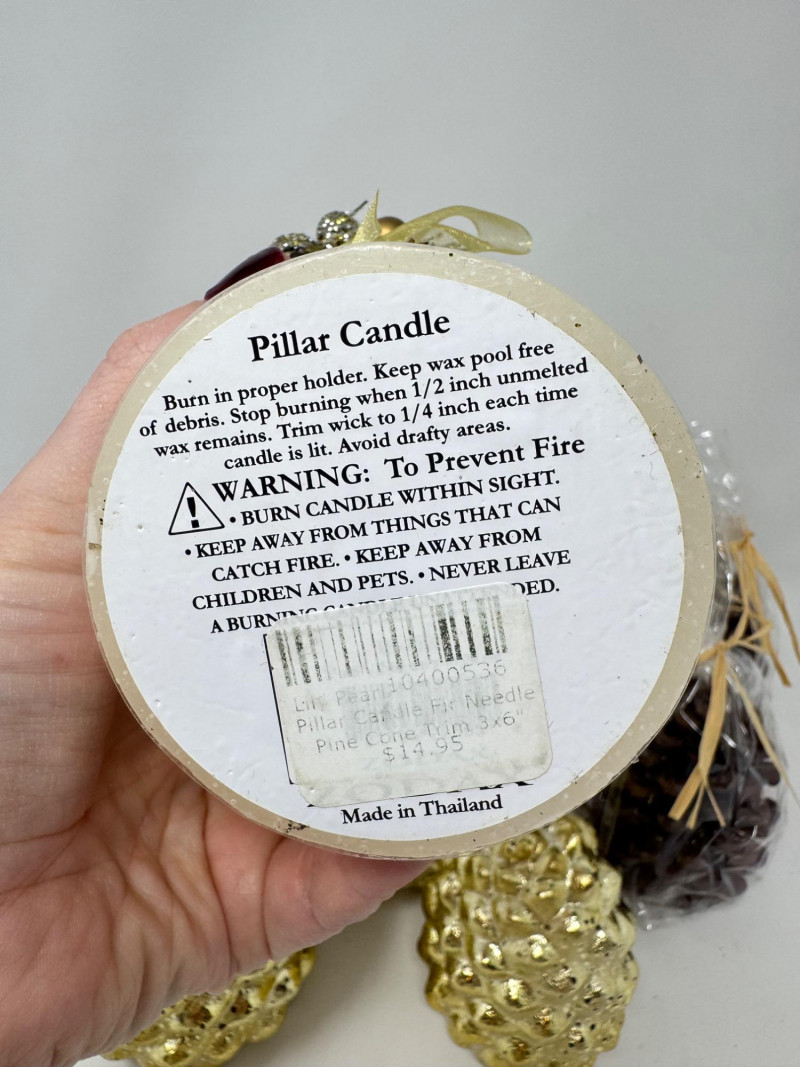 Pillar Candle
Burn in proper holder. Keep wax pool free
of debris. Stop burning when 1/2 inch unmelted
wax remains. Trim wick to 1/4 inch each time
candle is lit. Avoid drafty areas.
WARNING: To Prevent Fire
• BURN CANDLE WITHIN SIGHT.
• KEEP AWAY FROM THINGS THAT CAN
CATCH FIRE. • KEEP AWAY FROM
CHILDREN AND PETS. • NEVER LEAVE
A BURNING
Pearl 10400536
Pillar Candle Fir Needle
Pine Cone Trim 3x6"
$14.95
Made in Thailand